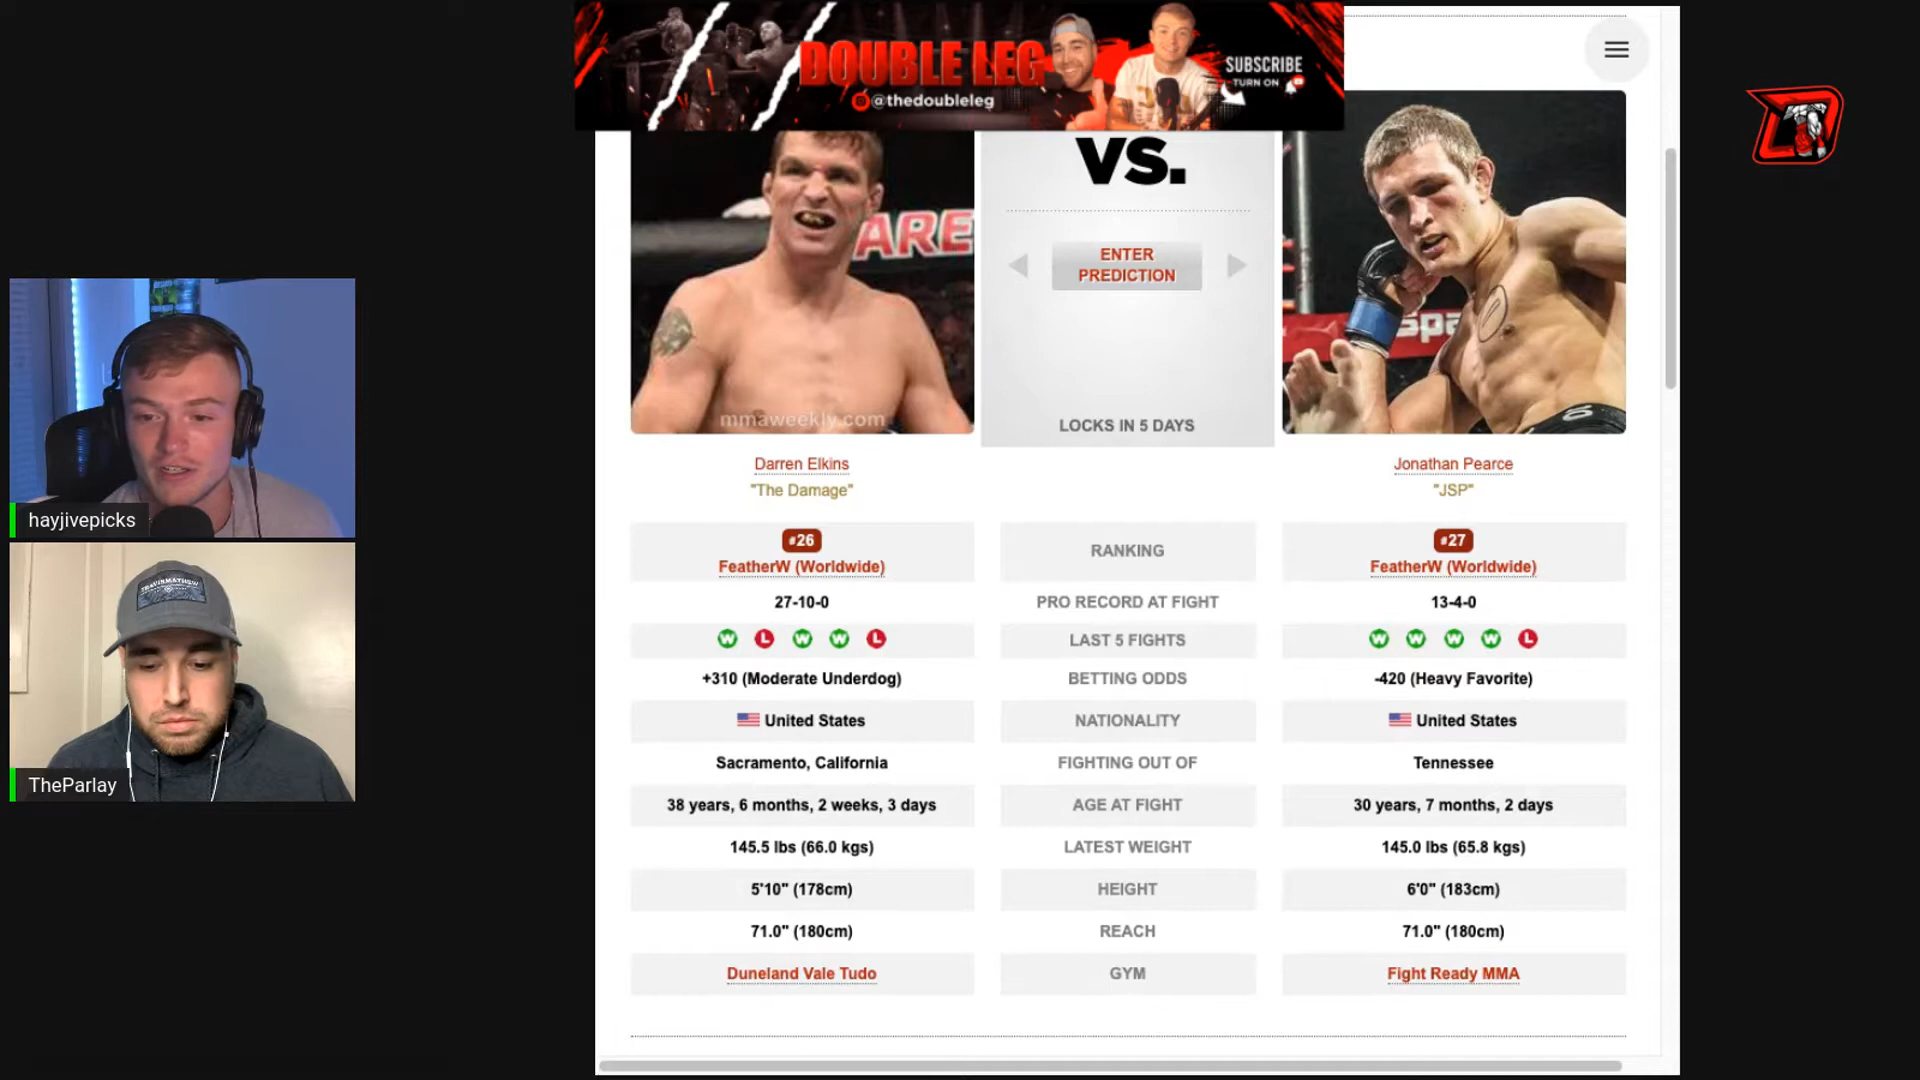 DOUBLE LEG
@thedoubleleg
SUBSCRIBE
TURN ON
VS.
ARE
ENTER
PREDICTION
spa
mmaweekly.com
LOCKS IN 5 DAYS
Darren Elkins
Jonathan Pearce
"The Damage"
"JSP"
hayjivepicks
#26
FeatherW (Worldwide)
RANKING
#27
FeatherW (Worldwide)
27-10-0
PRO RECORD AT FIGHT
13-4-0
W L W W L
LAST 5 FIGHTS
W W W W L
+310 (Moderate Underdog)
BETTING ODDS
-420 (Heavy Favorite)
United States
NATIONALITY
United States
Sacramento, California
FIGHTING OUT OF
Tennessee
TRAVISMATHEW
TheParlay
38 years, 6 months, 2 weeks, 3 days
AGE AT FIGHT
30 years, 7 months, 2 days
145.5 lbs (66.0 kgs)
LATEST WEIGHT
145.0 lbs (65.8 kgs)
5'10" (178cm)
HEIGHT
6'0" (183cm)
71.0" (180cm)
REACH
71.0" (180cm)
Duneland Vale Tudo
GYM
Fight Ready MMA